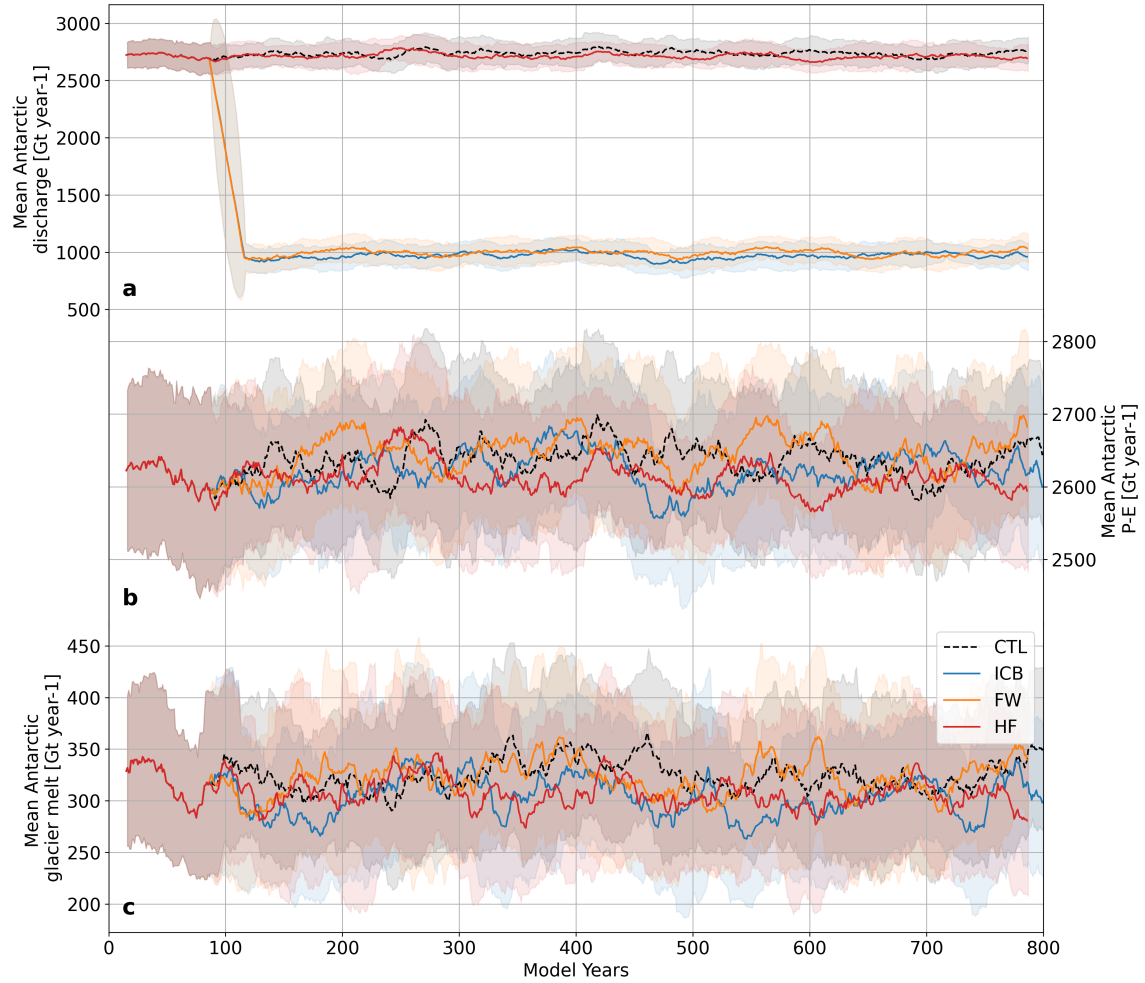 3000
2500
2000
1500
1000
500
Mean Antarctic
discharge [Gt year-1]
a
2800
2700
2600
2500
Mean Antarctic
P-E [Gt year-1]
b
450
400
350
300
250
200
Mean Antarctic
glacier melt [Gt year-1]
CTL
ICB
FW
HF
c
0 100 200 300 400 500 600 700 800
Model Years